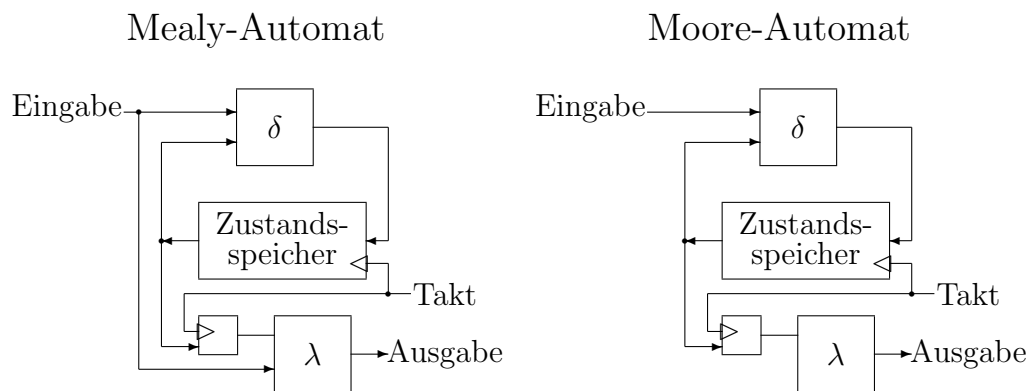 Mealy-Automat
Eingabe
δ
Zustands-
speicher
Takt
λ
Ausgabe
Moore-Automat
Eingabe
δ
Zustands-
speicher
Takt
λ
Ausgabe